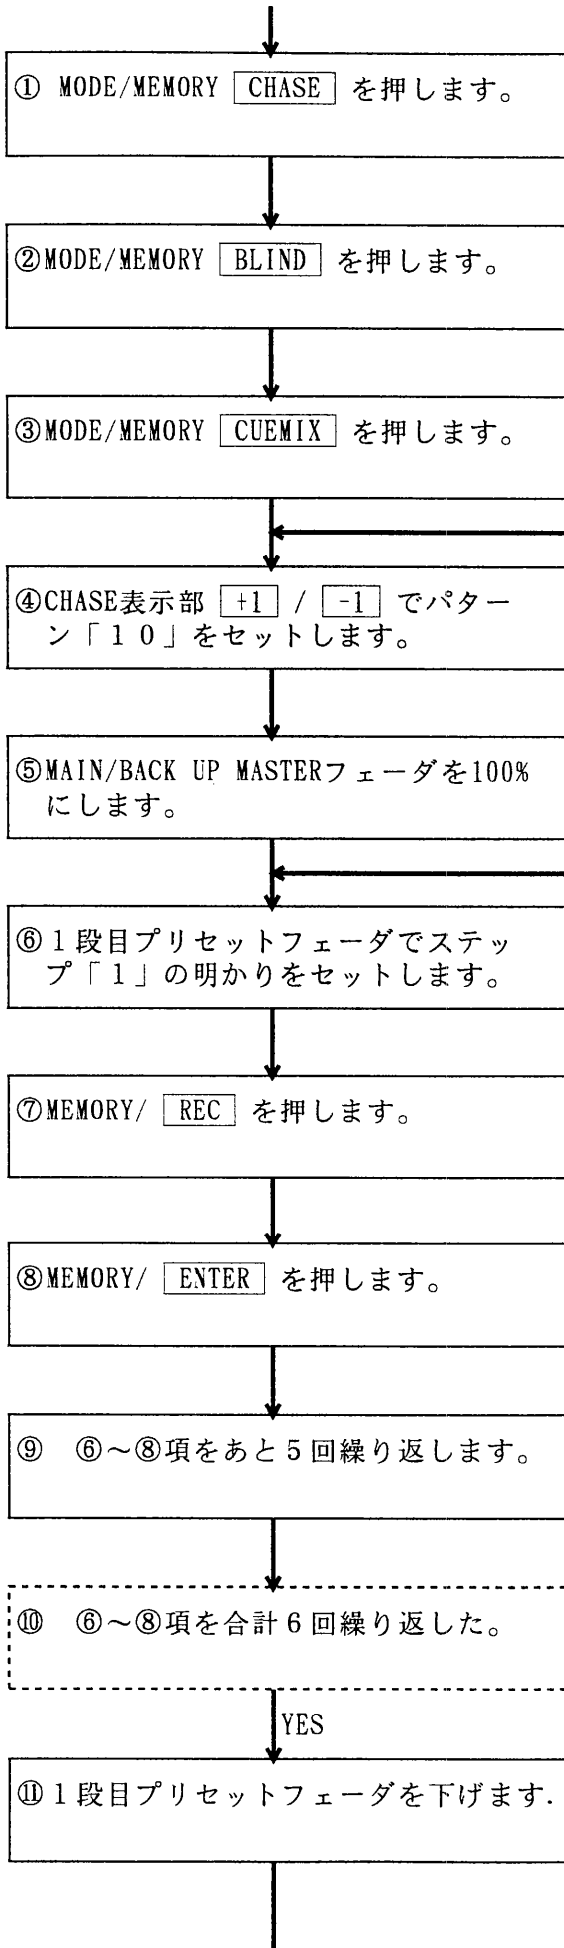 ① MODE/MEMORY CHASE を押します。
②MODE/MEMORY BLIND を押します。
③MODE/MEMORY CUEMIX を押します。
④CHASE表示部 +1 / -1 でパター
ン「１０」をセットします。
⑤MAIN/BACK UP MASTERフェーダを100%
にします。
⑥１段目プリセットフェーダでステッ
プ「１」の明かりをセットします。
⑦MEMORY/ REC を押します。
⑧MEMORY/ ENTER を押します。
⑨ ⑥～⑧項をあと５回繰り返します。
⑩ ⑥～⑧項を合計６回繰り返した。
YES
⑪１段目プリセットフェーダを下げます.